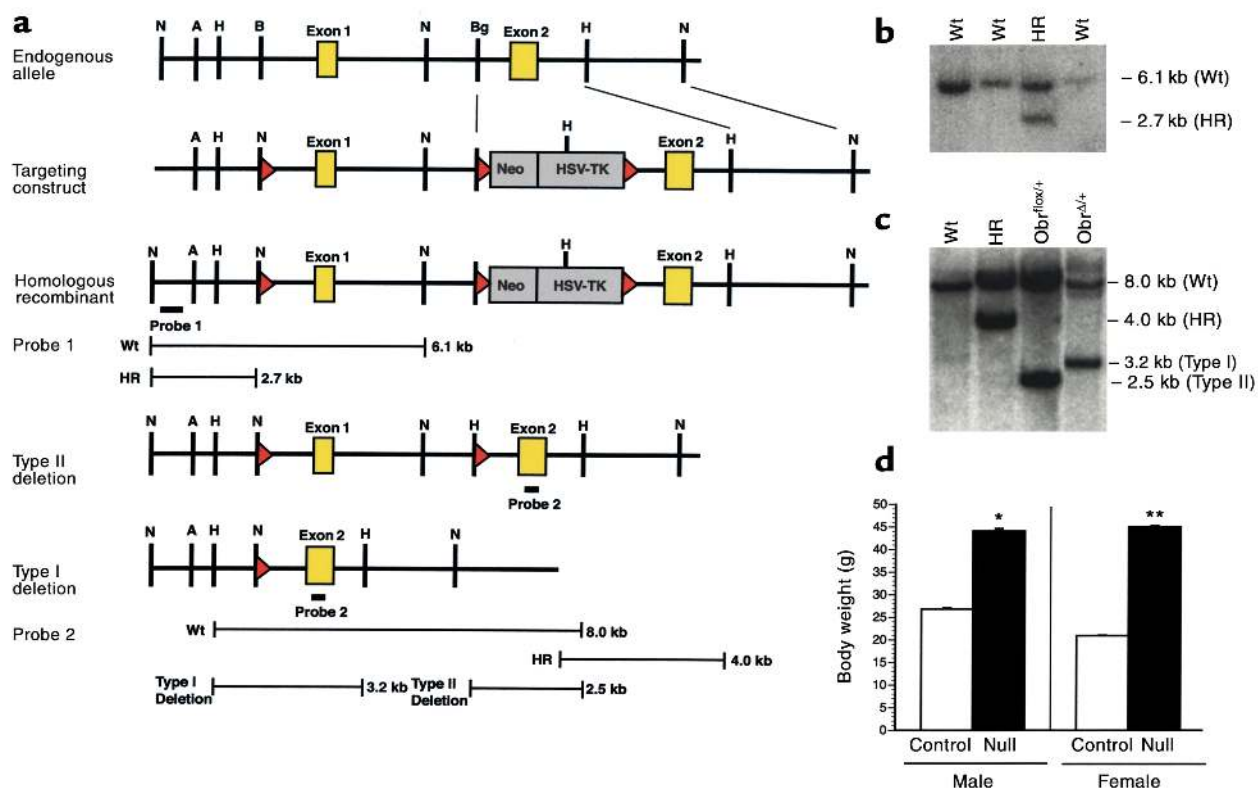 a
N A H B Exon 1 N Bg Exon 2 H N
Endogenous
allele
A H N Exon 1 N Neo H HSV-TK Exon 2 H N
Targeting
construct
N A H N Exon 1 N Neo H HSV-TK Exon 2 H N
Homologous
recombinant
Probe 1
Probe 1 Wt 6.1 kb
HR 2.7 kb
N A H N Exon 1 N H Exon 2 H N
Type II
deletion
Probe 2
N A H N Exon 2 H N
Type I
deletion
Probe 2
Probe 2 Wt 8.0 kb
HR 4.0 kb
Type I
Deletion 3.2 kb Type II
Deletion 2.5 kb
b
Wt Wt HR Wt
– 6.1 kb (Wt)
– 2.7 kb (HR)
c
Wt HR Obrflox/+ ObrΔ/+
– 8.0 kb (Wt)
– 4.0 kb (HR)
– 3.2 kb (Type I)
– 2.5 kb (Type II)
d
Body weight (g)
50
45
40
35
30
25
20
15
10
5
0
* **
Control Null Control Null
Male Female